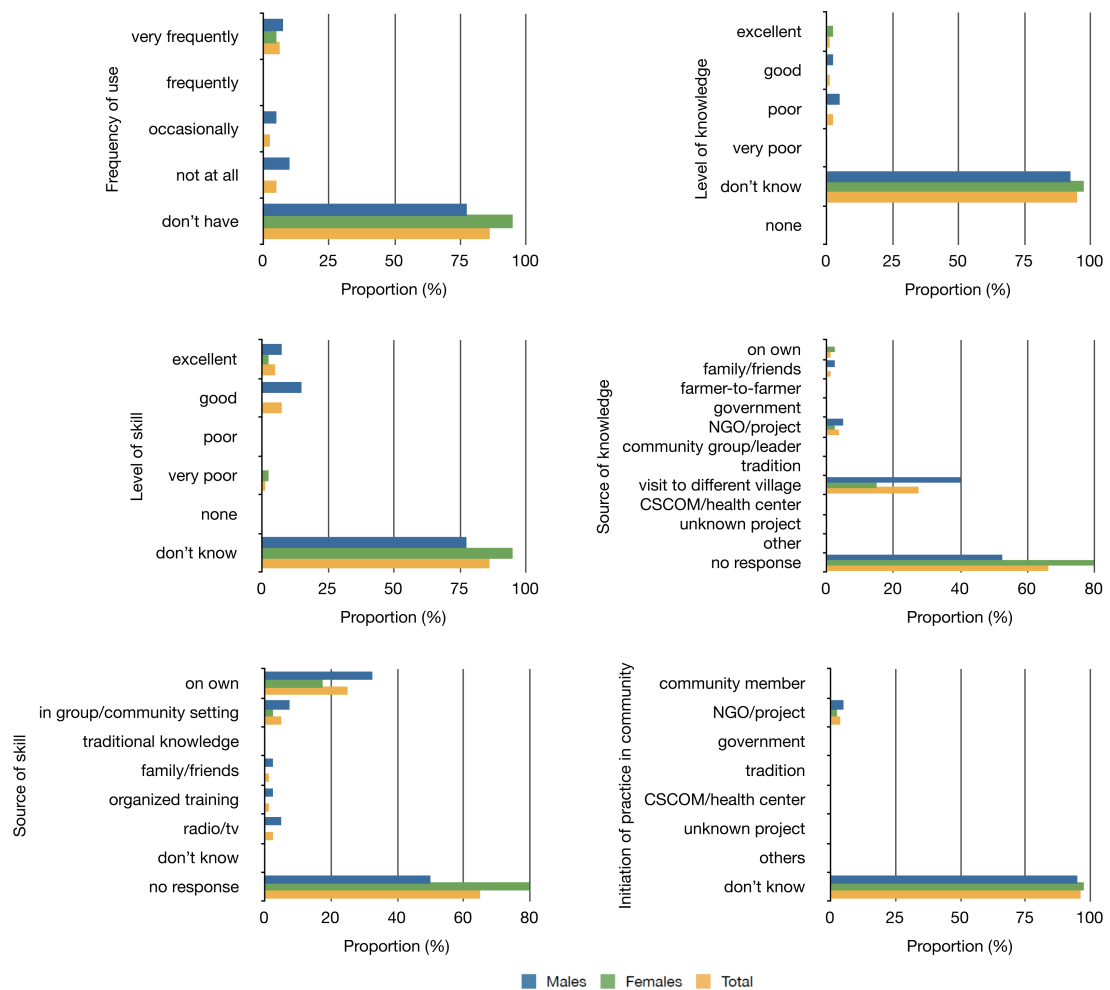 Frequency of use
very frequently
frequently
occasionally
not at all
don't have
0 25 50 75 100
Proportion (%)
Level of knowledge
excellent
good
poor
very poor
don't know
none
0 25 50 75 100
Proportion (%)
Level of skill
excellent
good
poor
very poor
none
don't know
0 25 50 75 100
Proportion (%)
Source of knowledge
on own
family/friends
farmer-to-farmer
government
NGO/project
community group/leader
tradition
visit to different village
CSCOM/health center
unknown project
other
no response
0 20 40 60 80
Proportion (%)
Source of skill
on own
in group/community setting
traditional knowledge
family/friends
organized training
radio/tv
don't know
no response
0 20 40 60 80
Proportion (%)
Initiation of practice in community
community member
NGO/project
government
tradition
CSCOM/health center
unknown project
others
don't know
0 25 50 75 100
Proportion (%)
Males Females Total